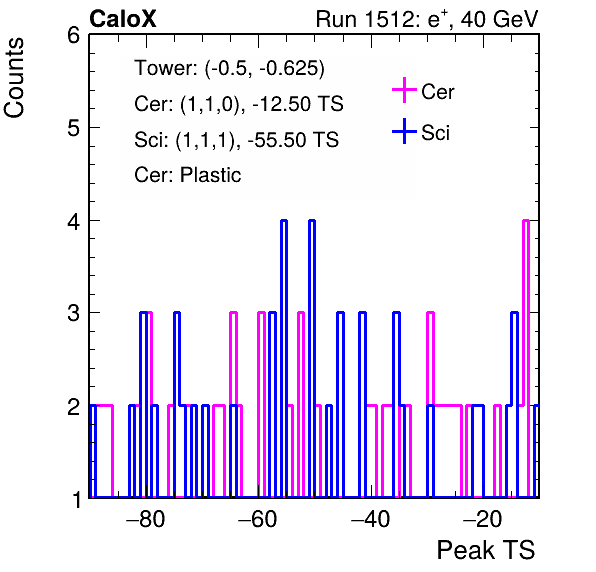 CaloX Run 1512: e⁺, 40 GeV
Counts
6
5
4
3
2
1
Tower: (-0.5, -0.625)
Cer: (1,1,0), -12.50 TS
Sci: (1,1,1), -55.50 TS
Cer: Plastic
Cer
Sci
−80 −60 −40 −20
Peak TS